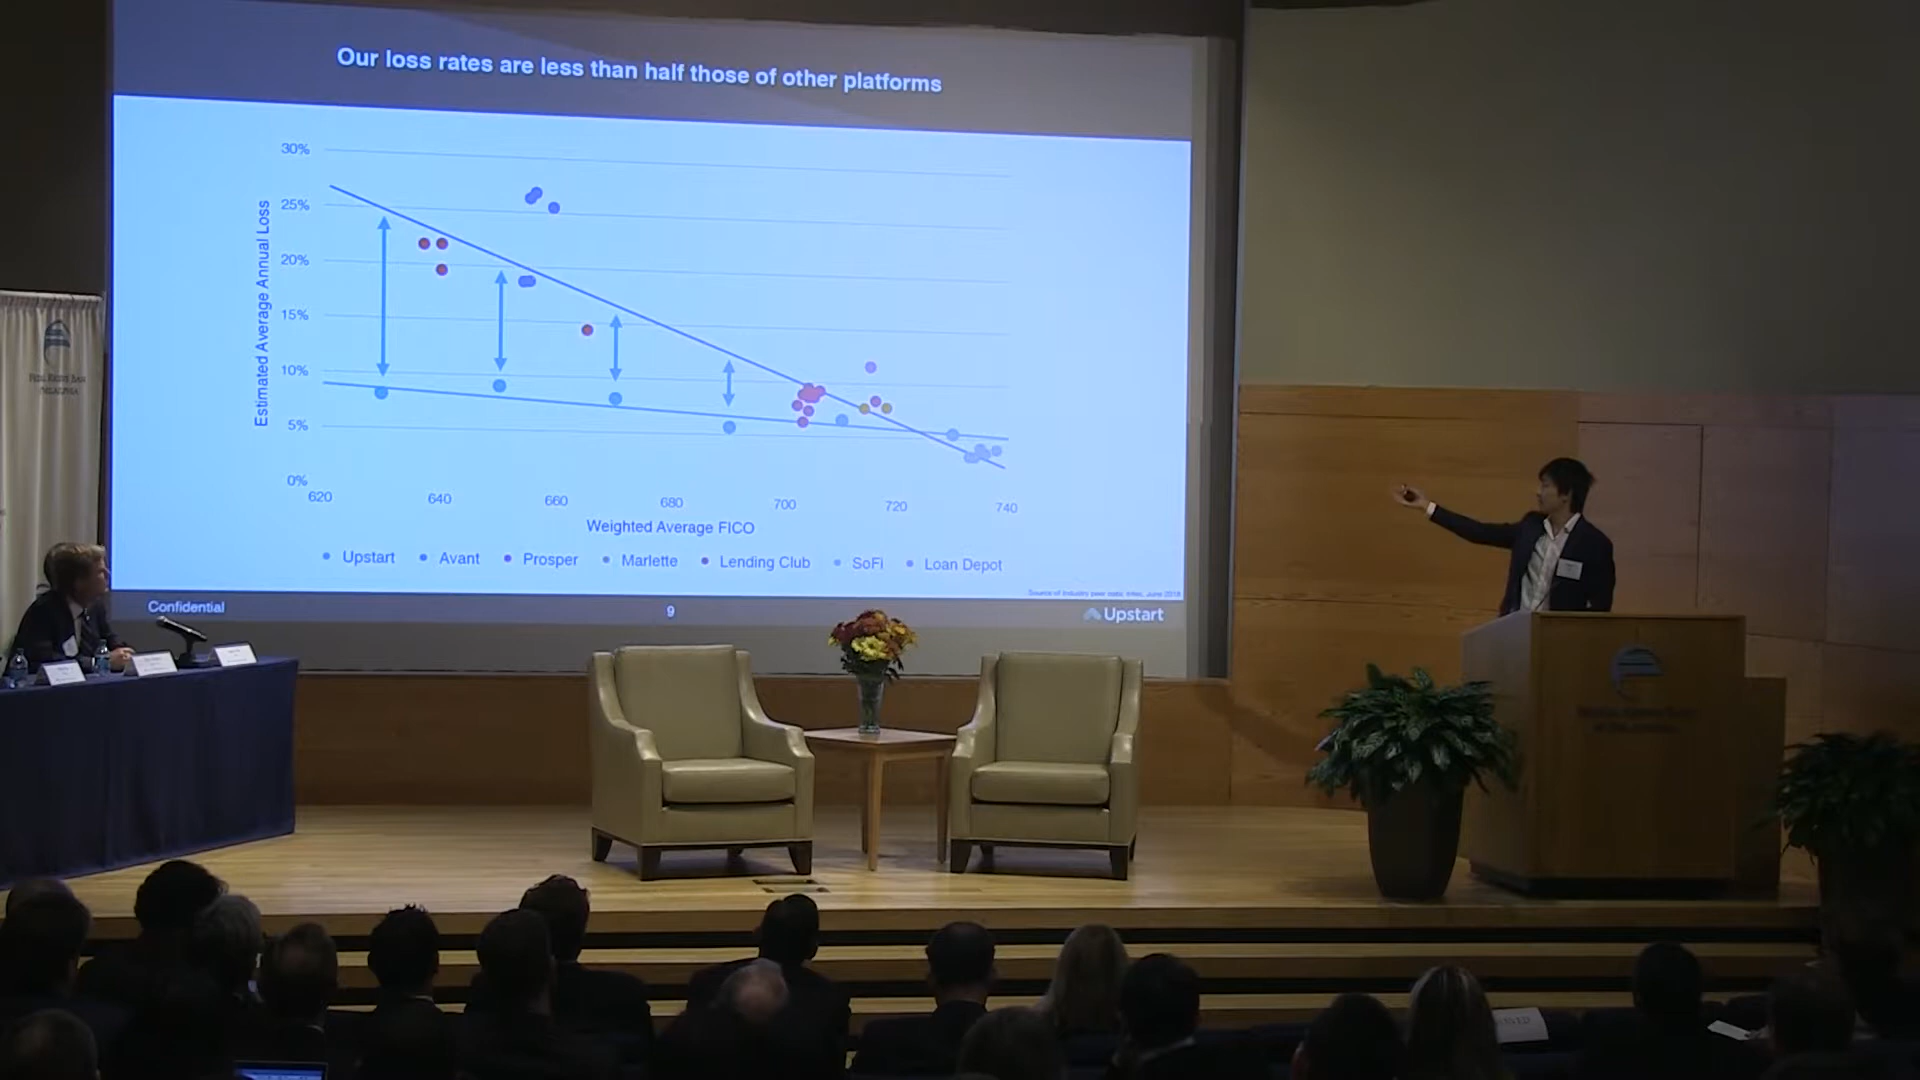 Our loss rates are less than half those of other platforms
30%
25%
20%
15%
10%
5%
0%
Estimated Average Annual Loss
620 640 660 680 700 720 740
Weighted Average FICO
Upstart Avant Prosper Marlette Lending Club SoFi Loan Depot
Confidential
9
Upstart